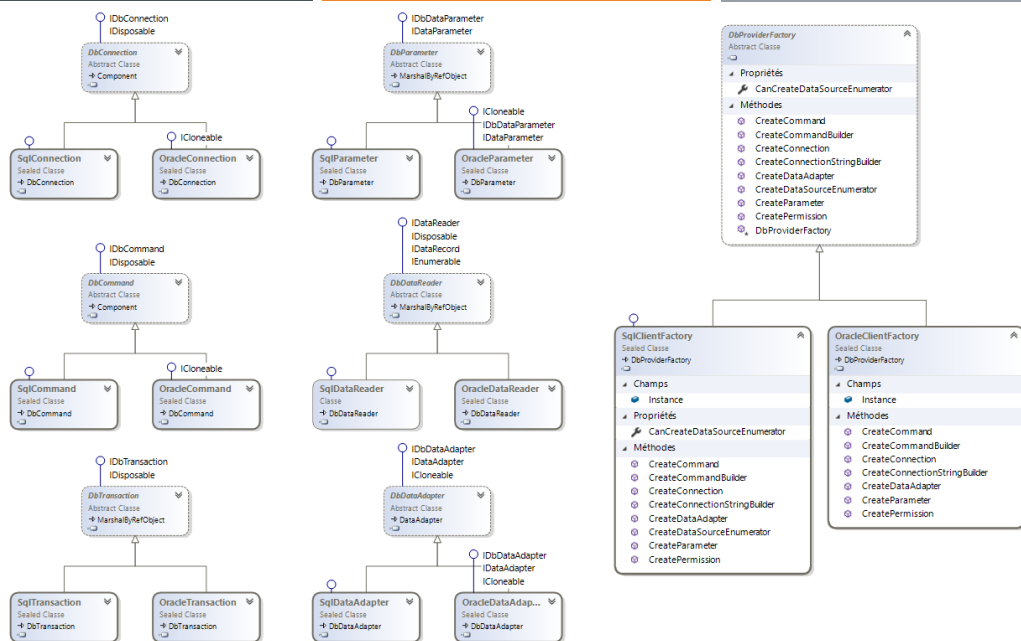 IDbConnection
IDisposable
DbConnection
Abstract Classe
Component
ICloneable
SqlConnection
Sealed Classe
DbConnection
OracleConnection
Sealed Classe
DbConnection
IDbDataParameter
IDataParameter
DbParameter
Abstract Classe
MarshalByRefObject
ICloneable
IDbDataParameter
IDataParameter
SqlParameter
Sealed Classe
DbParameter
OracleParameter
Sealed Classe
DbParameter
IDbCommand
IDisposable
DbCommand
Abstract Classe
Component
ICloneable
SqlCommand
Sealed Classe
DbCommand
OracleCommand
Sealed Classe
DbCommand
IDataReader
IDisposable
IDataRecord
IEnumerable
DbDataReader
Abstract Classe
MarshalByRefObject
SqlDataReader
Classe
DbDataReader
OracleDataReader
Sealed Classe
DbDataReader
IDbTransaction
IDisposable
DbTransaction
Abstract Classe
MarshalByRefObject
SqlTransaction
Sealed Classe
DbTransaction
OracleTransaction
Sealed Classe
DbTransaction
IDbDataAdapter
IDataAdapter
ICloneable
DbDataAdapter
Abstract Classe
DataAdapter
IDbDataAdapter
IDataAdapter
ICloneable
SqlDataAdapter
Sealed Classe
DbDataAdapter
OracleDataAdap...
Sealed Classe
DbDataAdapter
DbProviderFactory
Abstract Classe
Propriétés
CanCreateDataSourceEnumerator
Méthodes
CreateCommand
CreateCommandBuilder
CreateConnection
CreateConnectionStringBuilder
CreateDataAdapter
CreateDataSourceEnumerator
CreateParameter
CreatePermission
DbProviderFactory
SqlClientFactory
Sealed Classe
DbProviderFactory
Champs
Instance
Propriétés
CanCreateDataSourceEnumerator
Méthodes
CreateCommand
CreateCommandBuilder
CreateConnection
CreateConnectionStringBuilder
CreateDataAdapter
CreateDataSourceEnumerator
CreateParameter
CreatePermission
OracleClientFactory
Sealed Classe
DbProviderFactory
Champs
Instance
Méthodes
CreateCommand
CreateCommandBuilder
CreateConnection
CreateConnectionStringBuilder
CreateDataAdapter
CreateParameter
CreatePermission